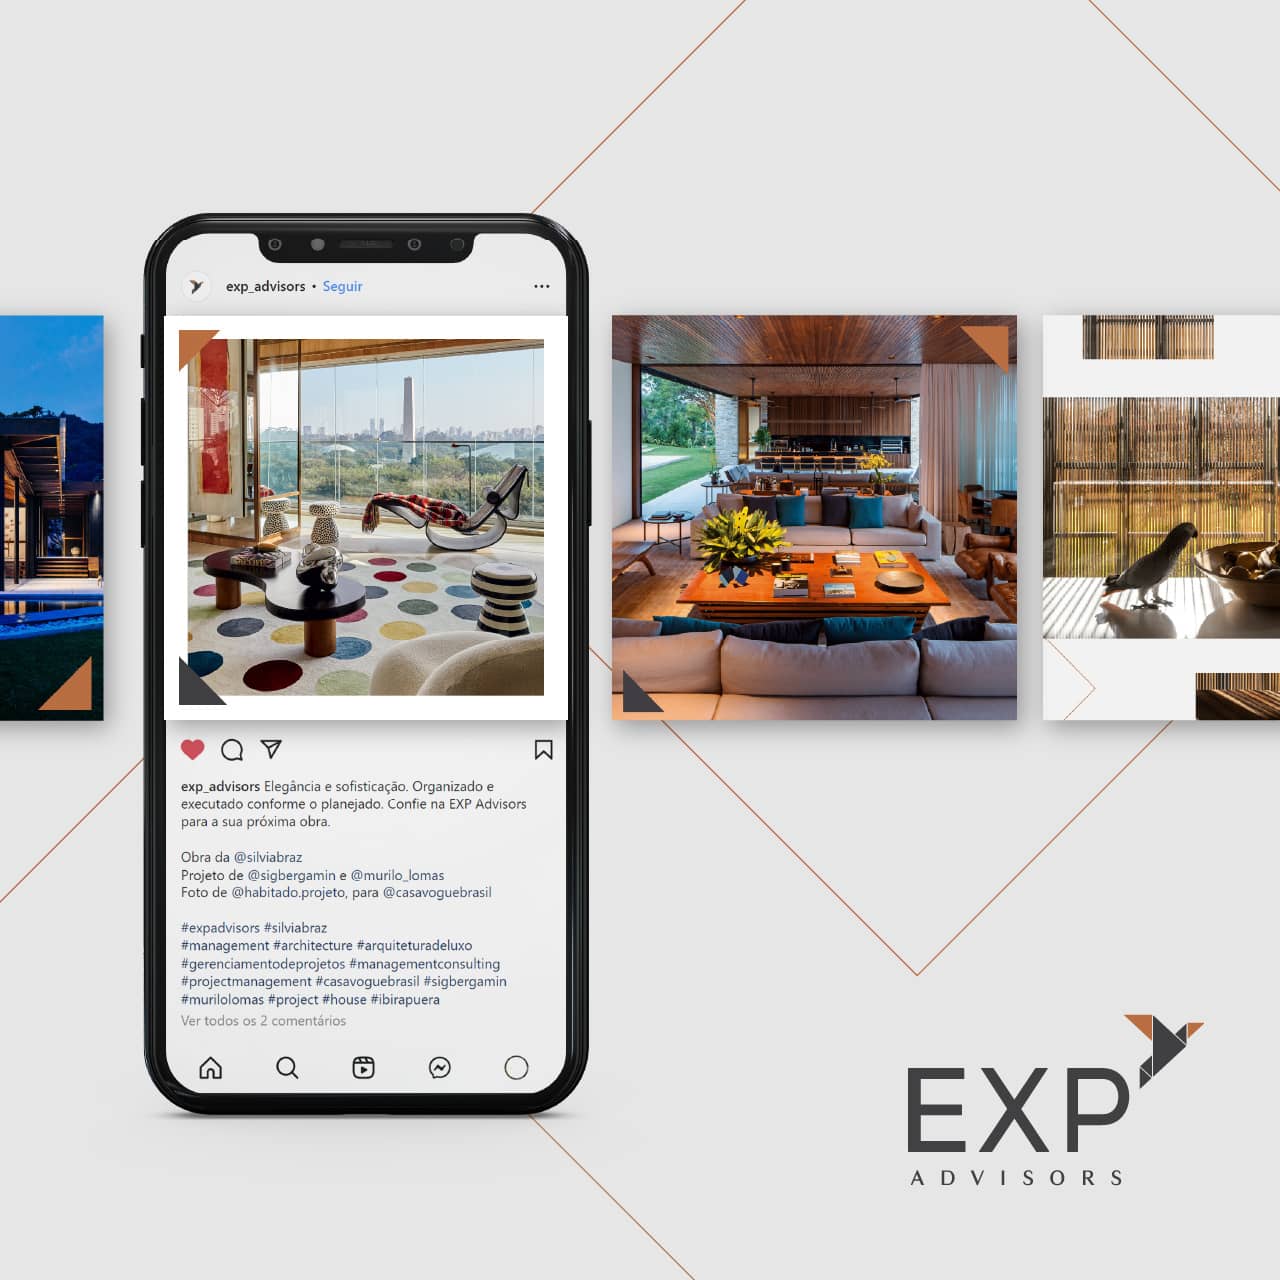 exp_advisors • Seguir
exp_advisors Elegância e sofisticação. Organizado e
executado conforme o planejado. Confie na EXP Advisors
para a sua próxima obra.
Obra da @silviabraz
Projeto de @sigbergamin e @murilo_lomas
Foto de @habitado.projeto, para @casavoguebrasil
#expadvisors #silviabraz
#management #architecture #arquiteturadeluxo
#gerenciamentodeprojetos #managementconsulting
#projectmanagement #casavoguebrasil #sigbergamin
#murilolomas #project #house #ibirapuera
Ver todos os 2 comentários
EXP
ADVISORS